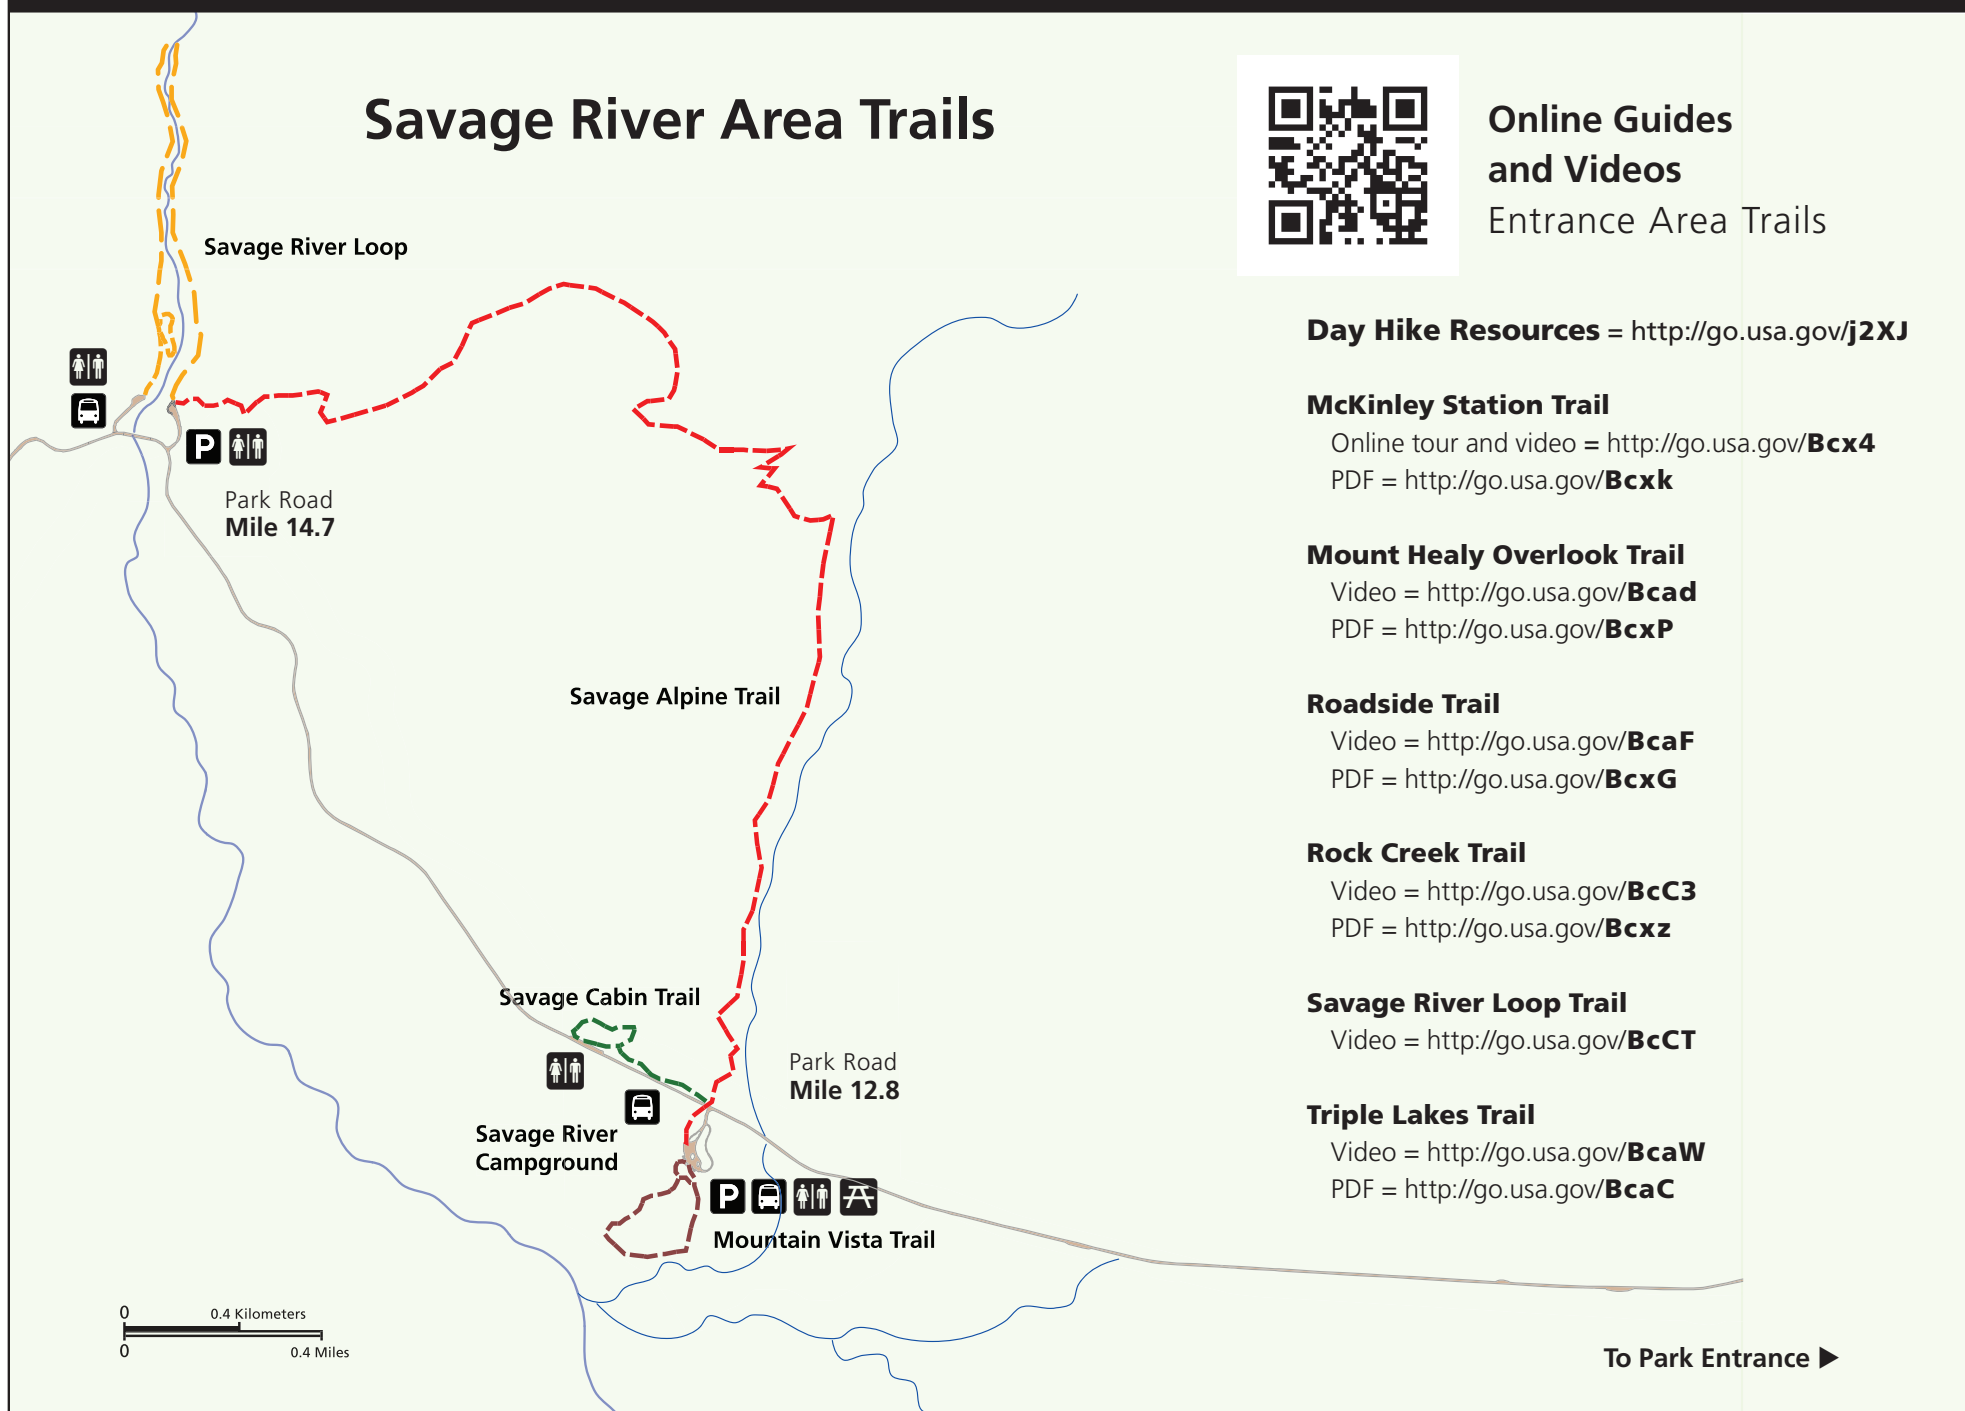 Savage River Area Trails
Online Guides
and Videos
Entrance Area Trails
Savage River Loop
P
Park Road
Mile 14.7
Savage Alpine Trail
Savage Cabin Trail
Park Road
Mile 12.8
Savage River
Campground
P
Mountain Vista Trail
0
0.4 Kilometers
0
0.4 Miles
Day Hike Resources = http://go.usa.gov/j2XJ
McKinley Station Trail
Online tour and video = http://go.usa.gov/Bcx4
PDF = http://go.usa.gov/Bcxk
Mount Healy Overlook Trail
Video = http://go.usa.gov/Bcad
PDF = http://go.usa.gov/BcxP
Roadside Trail
Video = http://go.usa.gov/BcaF
PDF = http://go.usa.gov/BcxG
Rock Creek Trail
Video = http://go.usa.gov/BcC3
PDF = http://go.usa.gov/Bcxz
Savage River Loop Trail
Video = http://go.usa.gov/BcCT
Triple Lakes Trail
Video = http://go.usa.gov/BcaW
PDF = http://go.usa.gov/BcaC
To Park Entrance ▶